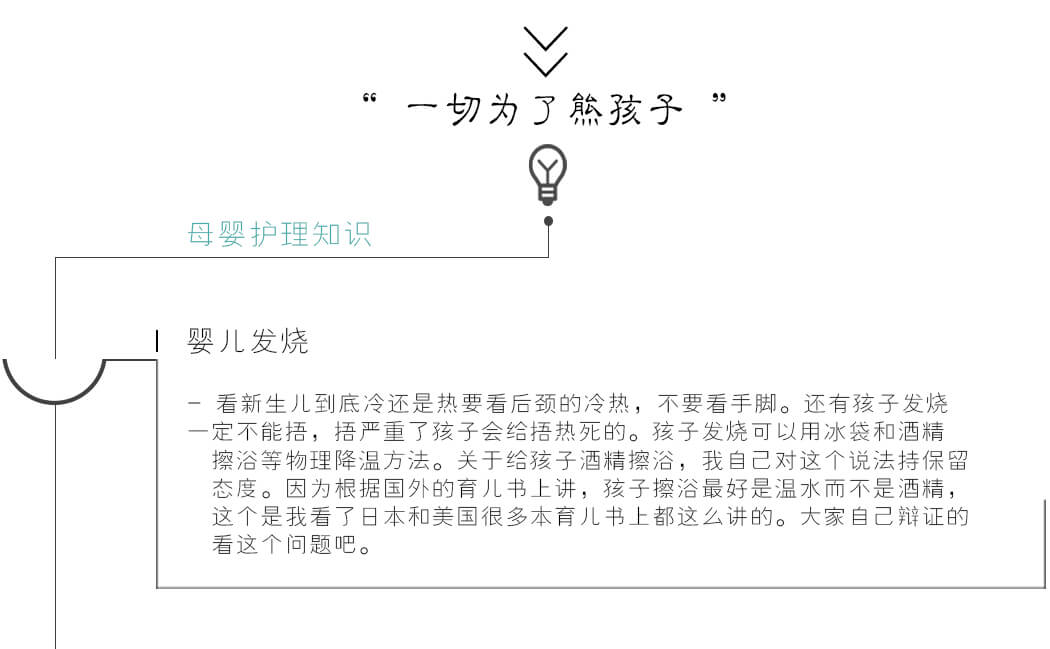 “ 一切为了熊孩子 ”
母婴护理知识
婴儿发烧
- 看新生儿到底冷还是热要看后颈的冷热，不要看手脚。还有孩子发烧
一定不能捂，捂严重了孩子会给捂热死的。孩子发烧可以用冰袋和酒精
擦浴等物理降温方法。关于给孩子酒精擦浴，我自己对这个说法持保留
态度。因为根据国外的育儿书上讲，孩子擦浴最好是温水而不是酒精，
这个是我看了日本和美国很多本育儿书上都这么讲的。大家自己辩证的
看这个问题吧。